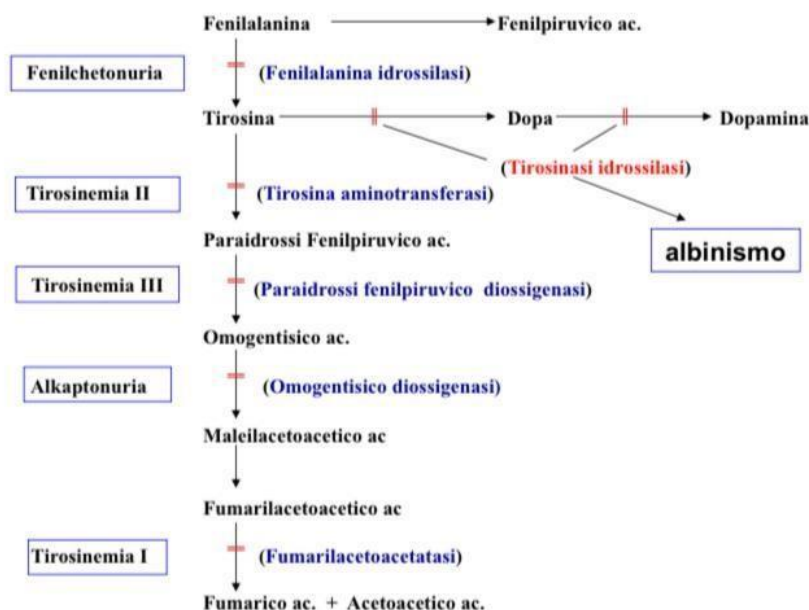 Fenilalanina Fenilpiruvico ac.
Fenilchetonuria (Fenilalanina idrossilasi)
Tirosina Dopa Dopamina
(Tirosinasi idrossilasi)
Tirosinemia II (Tirosina aminotransferasi)
Paraidrossi Fenilpiruvico ac.
albinismo
Tirosinemia III (Paraidrossi fenilpiruvico diossigenasi)
Omogentisico ac.
Alkaptonuria (Omogentisico diossigenasi)
Maleilacetoacetico ac
Fumarilacetoacetico ac
Tirosinemia I (Fumarilacetoacetatasi)
Fumarico ac. + Acetoacetico ac.